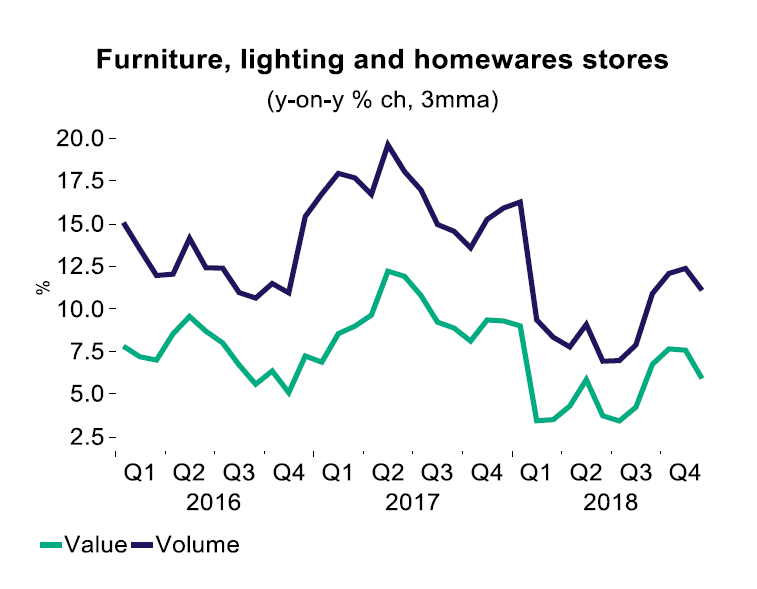 Furniture, lighting and homewares stores
(y-on-y % ch, 3mma)
20.0
17.5
15.0
12.5
10.0
7.5
5.0
2.5
%
Q1 Q2 Q3 Q4 Q1 Q2 Q3 Q4 Q1 Q2 Q3 Q4
2016 2017 2018
Value Volume